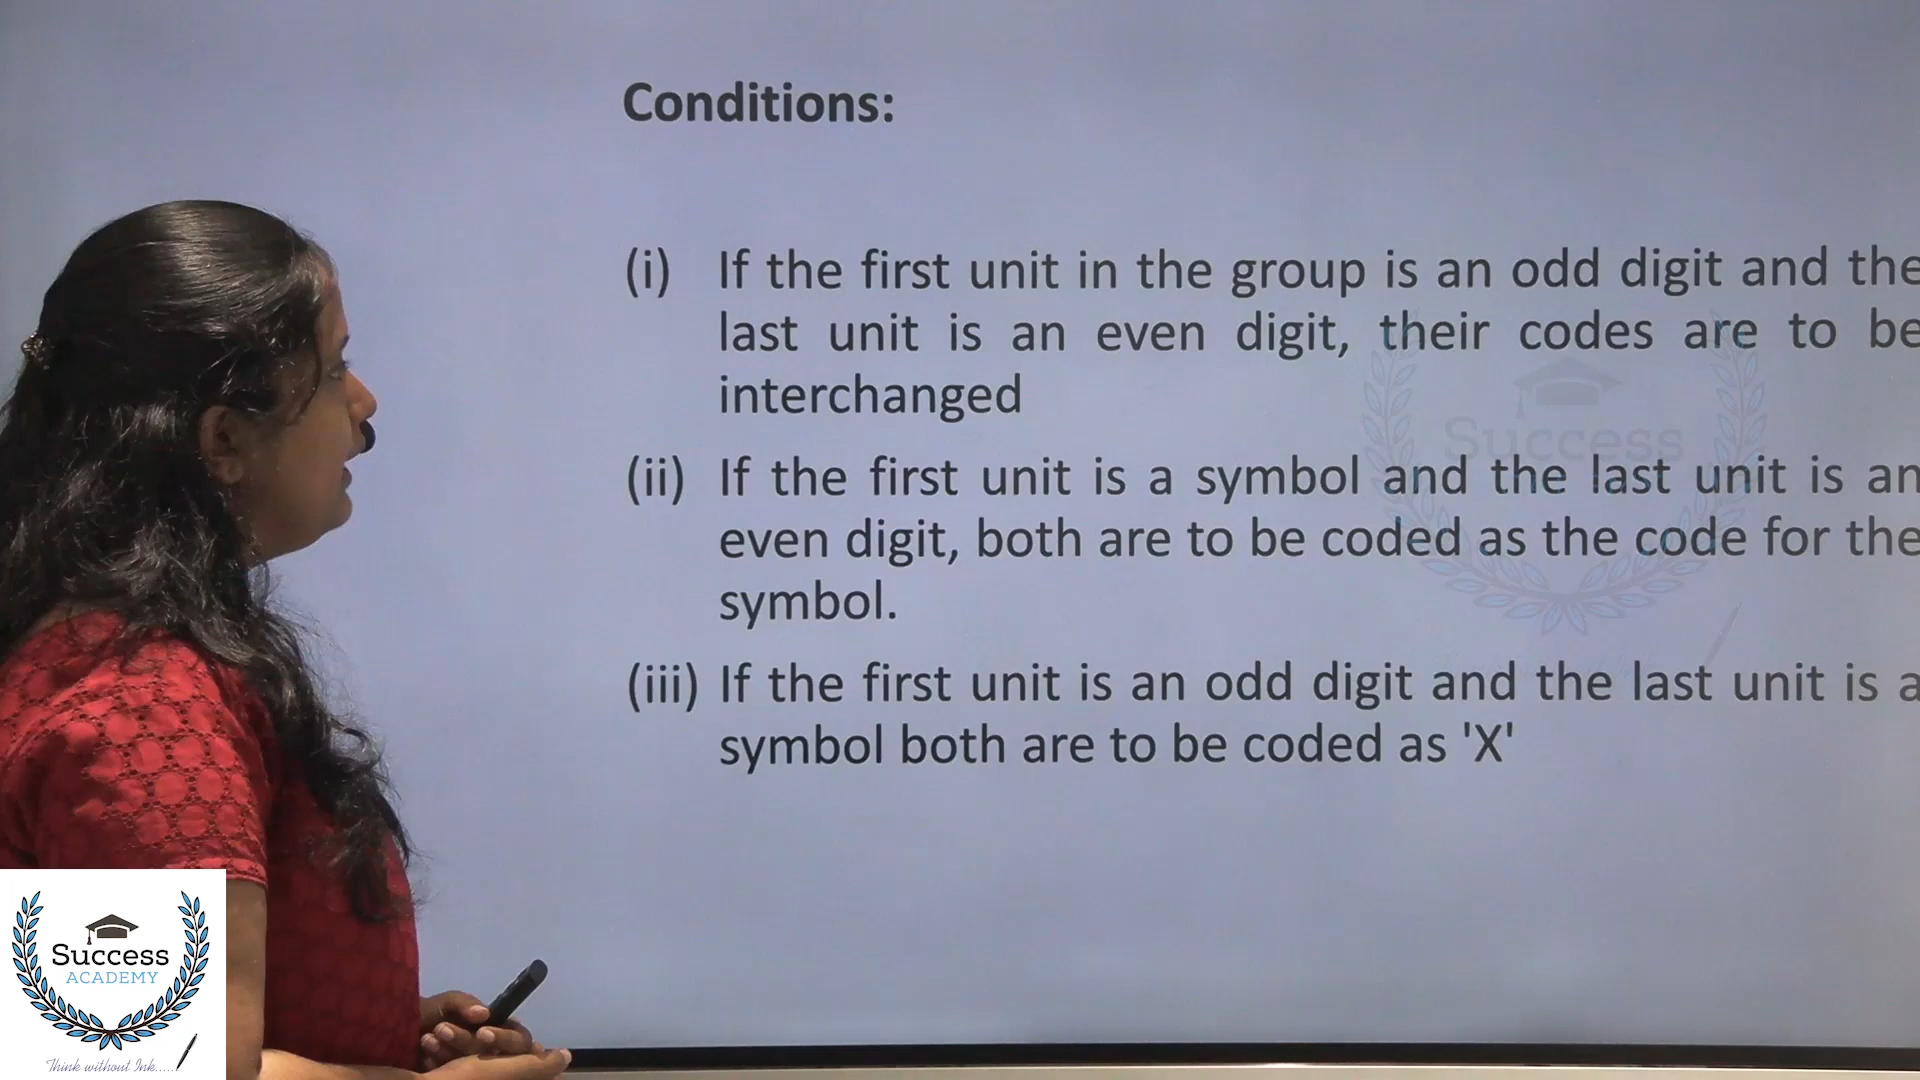 Conditions:
(i) If the first unit in the group is an odd digit and the
last unit is an even digit, their codes are to be
interchanged
(ii) If the first unit is a symbol and the last unit is an
even digit, both are to be coded as the code for the
symbol.
(iii) If the first unit is an odd digit and the last unit is a
symbol both are to be coded as 'X'
Success
Success
ACADEMY
Think without Ink.....